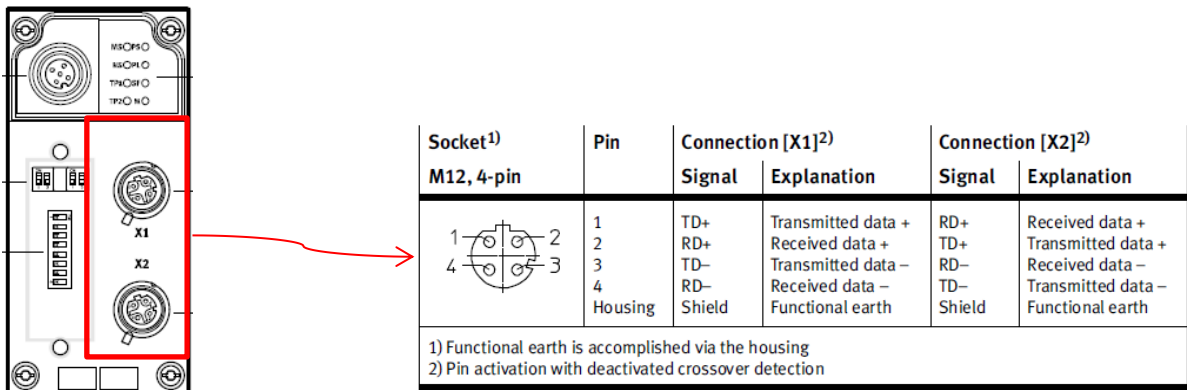 MS PS
NS PL
TP1 SF
TP2 N
X1
X2
Socket1) Pin Connection [X1]2) Connection [X2]2)
M12, 4-pin Signal Explanation Signal Explanation
1 2
4 3
1 TD+ Transmitted data + RD+ Received data +
2 RD+ Received data + TD+ Transmitted data +
3 TD– Transmitted data – RD– Received data –
4 RD– Received data – TD– Transmitted data –
Housing Shield Functional earth Shield Functional earth
1) Functional earth is accomplished via the housing
2) Pin activation with deactivated crossover detection